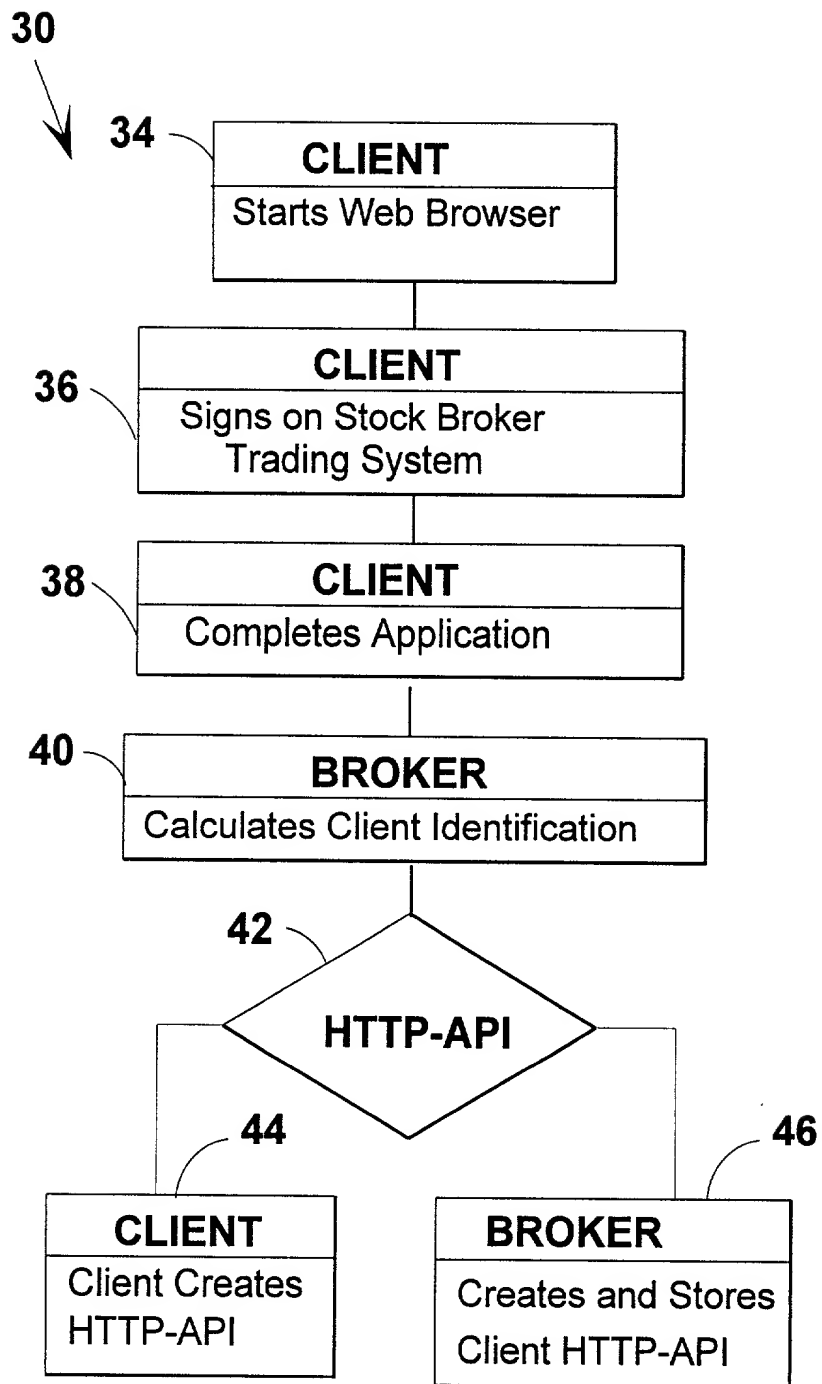 30
34
CLIENT
Starts Web Browser
36
CLIENT
Signs on Stock Broker
Trading System
38
CLIENT
Completes Application
40
BROKER
Calculates Client Identification
42
HTTP-API
44
CLIENT
Client Creates
HTTP-API
46
BROKER
Creates and Stores
Client HTTP-API